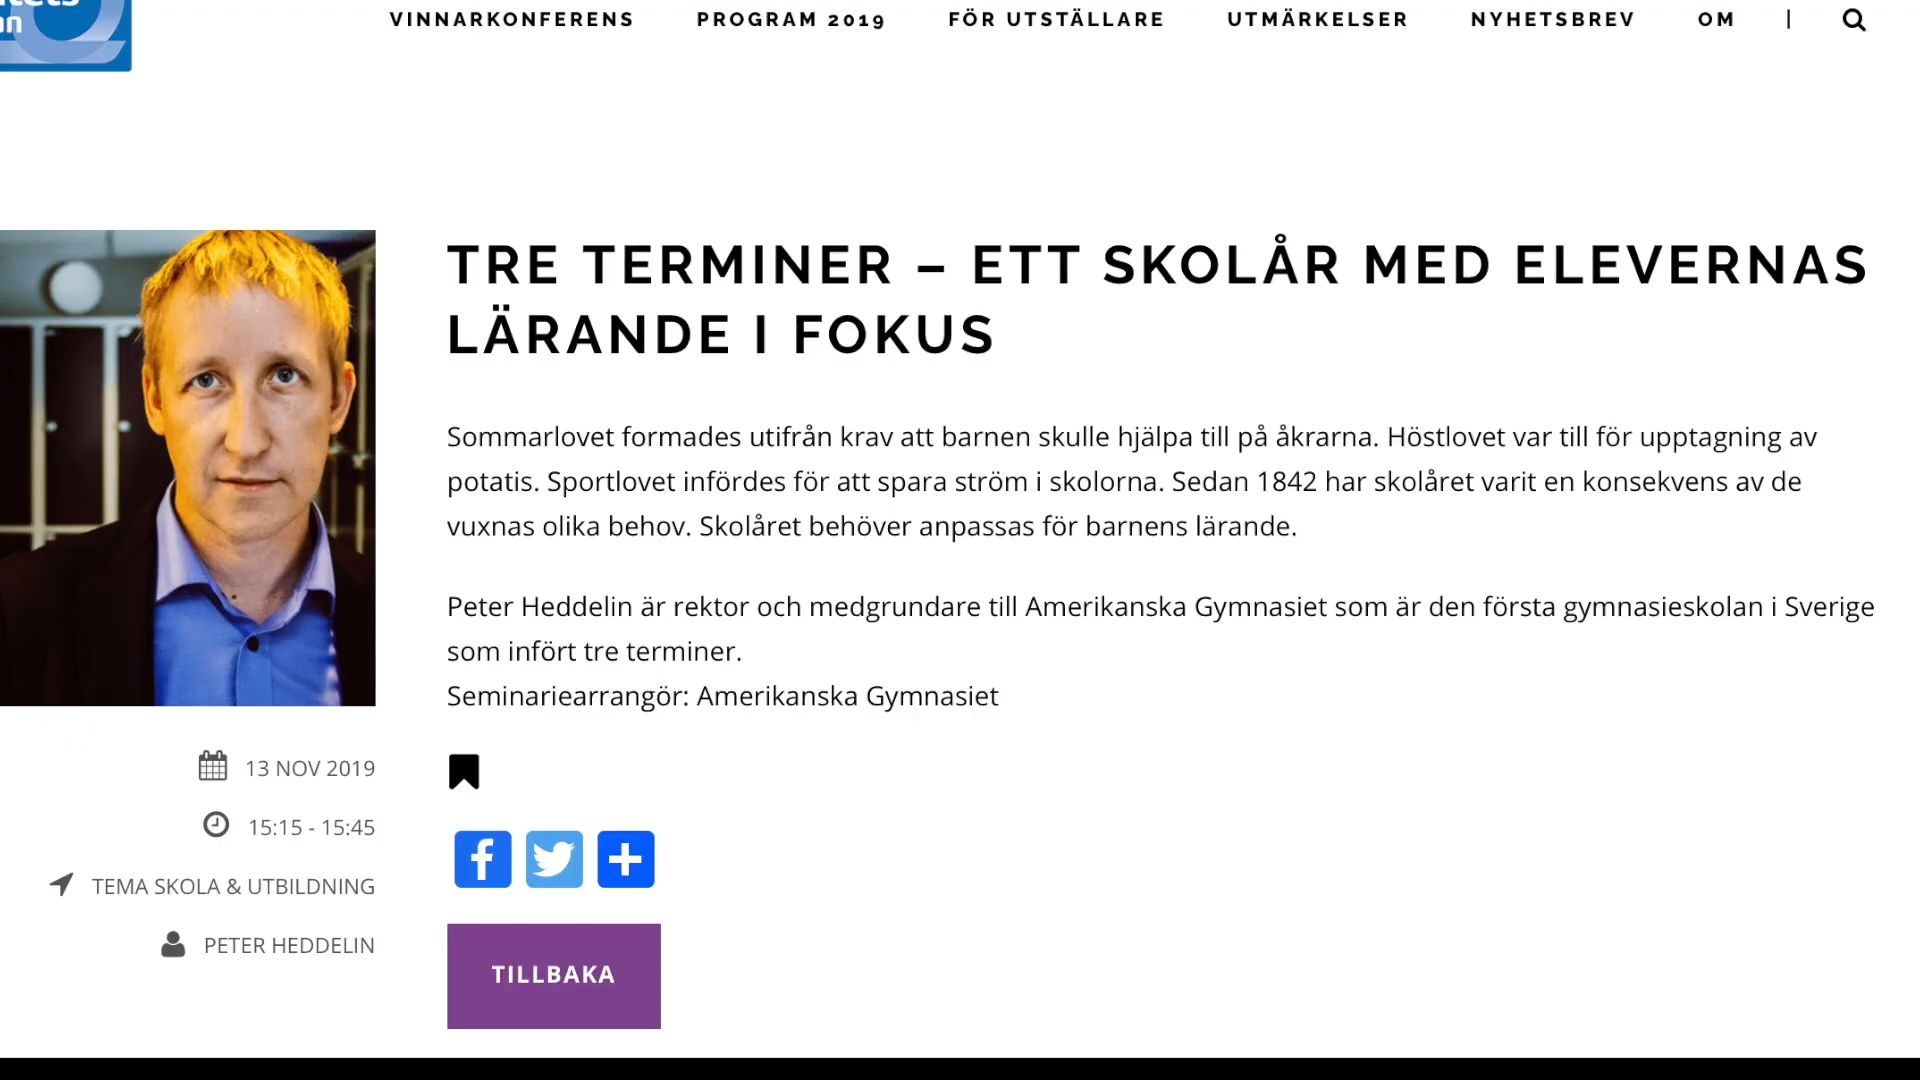 VINNARKONFERENS PROGRAM 2019 FÖR UTSTÄLLARE UTMÄRKELSER NYHETSBREV OM |
TRE TERMINER – ETT SKOLÅR MED ELEVERNAS
LÄRANDE I FOKUS
Sommarlovet formades utifrån krav att barnen skulle hjälpa till på åkrarna. Höstlovet var till för upptagning av
potatis. Sportlovet infördes för att spara ström i skolorna. Sedan 1842 har skolåret varit en konsekvens av de
vuxnas olika behov. Skolåret behöver anpassas för barnens lärande.
Peter Heddelin är rektor och medgrundare till Amerikanska Gymnasiet som är den första gymnasieskolan i Sverige
som infört tre terminer.
Seminariearrangör: Amerikanska Gymnasiet
13 NOV 2019
15:15 - 15:45
TEMA SKOLA & UTBILDNING
PETER HEDDELIN
TILLBAKA